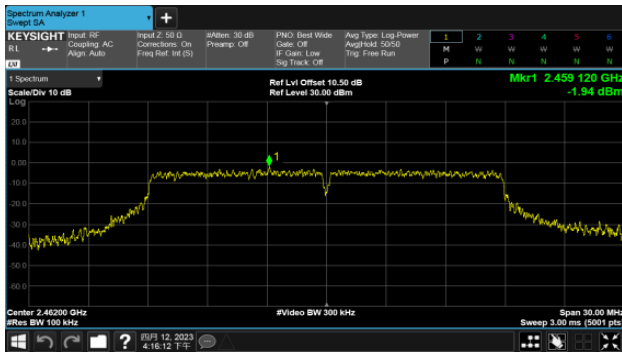 Spectrum Analyzer 1
Swept SA
+
KEYSIGHT
RL
LXI
Input: RF
Coupling: AC
Align: Auto
Input Z: 50 Ω
Corrections: On
Freq Ref: Int (S)
#Atten: 30 dB
Preamp: Off
PNO: Best Wide
Gate: Off
IF Gain: Low
Sig Track: Off
Avg Type: Log-Power
Avg|Hold: 50/50
Trig: Free Run
1 2 3 4 5 6
M W W W W W
P N N N N N
1 Spectrum
Scale/Div 10 dB
Log
Ref Lvl Offset 10.50 dB
Ref Level 30.00 dBm
Mkr1 2.459 120 GHz
-1.94 dBm
20.0
10.0
0.00
-10.0
-20.0
-30.0
-40.0
-50.0
-60.0
1
Center 2.46200 GHz
#Res BW 100 kHz
#Video BW 300 kHz
Span 30.00 MHz
Sweep 3.00 ms (5001 pts)
?
四月 12, 2023
4:16:12 下午